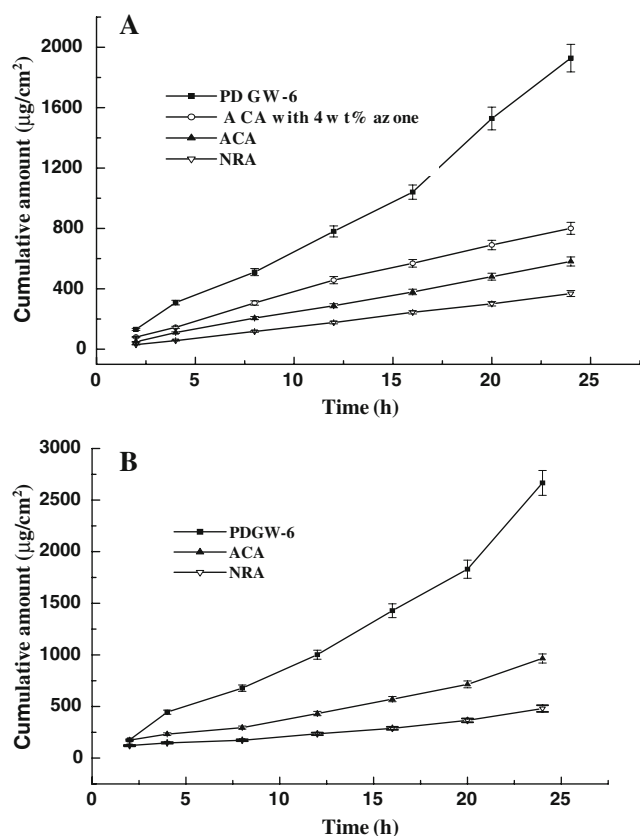 A
Cumulative amount (μg/cm²)
2000
1600
1200
800
400
0
PD GW-6
A CA with 4 w t% az one
ACA
NRA
0 5 10 15 20 25
Time (h)
B
Cumulative amount (μg/cm²)
3000
2500
2000
1500
1000
500
0
PDGW-6
ACA
NRA
0 5 10 15 20 25
Time (h)